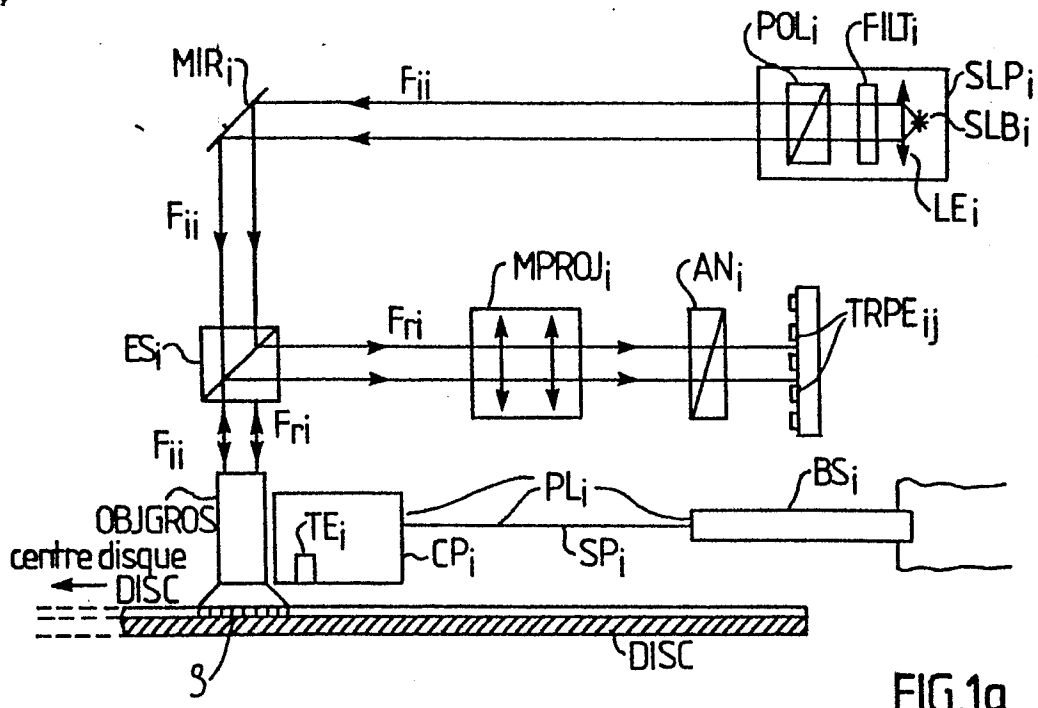 POLi FILTi
MIRi
Fii
SLPi
SLBi
LEi
Fii
MPROJi
ANi
Fri
TRPEij
ESi
Fii
Fri
PLi
BSi
OBJGROS
TEi
CPi
SPi
centre disque
DISC
DISC
FIG.1a